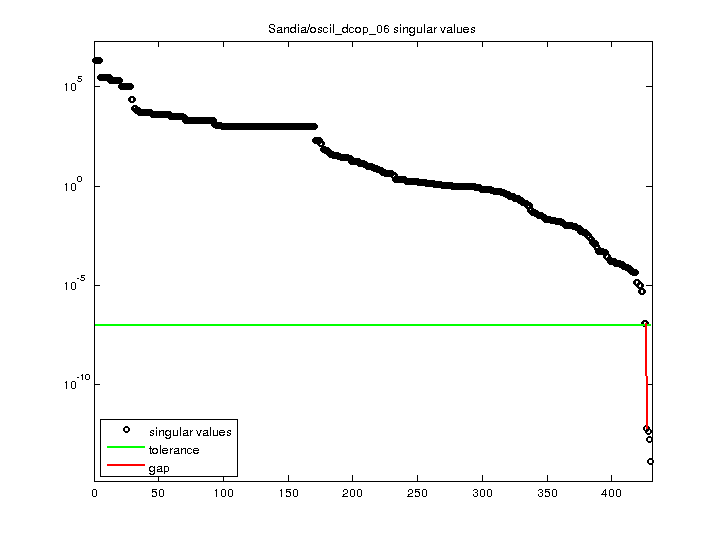 Sandia/oscil_dcop_06 singular values
10^5
10^0
10^-5
10^-10
singular values
tolerance
gap
0 50 100 150 200 250 300 350 400